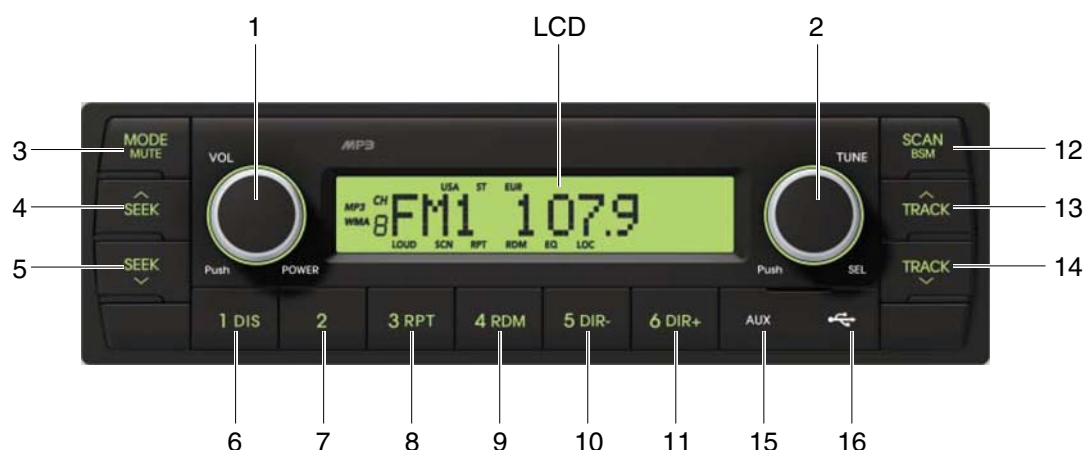 1 LCD 2
MODE
MUTE
VOL
MP3
TUNE
SCAN
BSM
3
12
4
SEEK
USA ST EUR
MP3 CH
WMA 8
FM1 107.9
LOUD SCN RPT RDM EQ LOC
TRACK
13
5
SEEK
Push POWER
Push SEL
TRACK
14
1 DIS 2 3 RPT 4 RDM 5 DIR- 6 DIR+ AUX
6 7 8 9 10 11 15 16